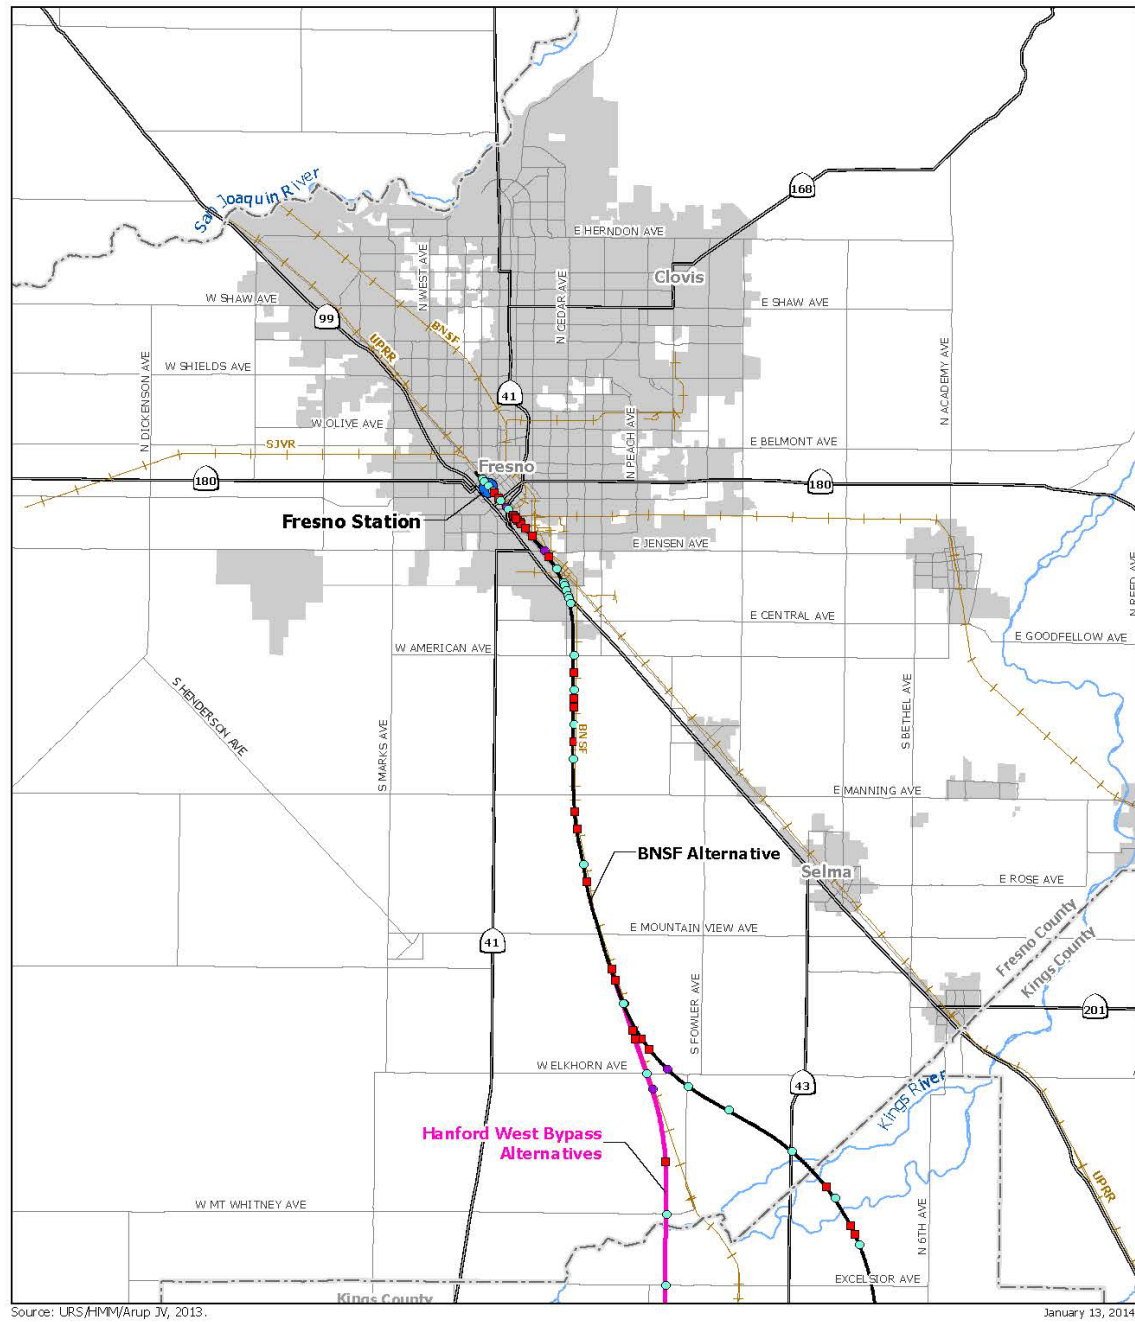 San Joaquin River
168
E HERNDON AVE
N WEST AVE
Clovis
N CEDAR AVE
W SHAW AVE
E SHAW AVE
99
BNSF
UPRR
N DICKENSON AVE
W SHIELDS AVE
N ACADEMY AVE
41
W OLIVE AVE
N PEACH AVE
SJVR
E BELMONT AVE
Fresno
180
180
Fresno Station
E JENSEN AVE
N REED AVE
E CENTRAL AVE
E GOODFELLOW AVE
W AMERICAN AVE
S HENDERSON AVE
S BETHEL AVE
S MARKS AVE
BNSF
E MANNING AVE
BNSF Alternative
Selma
E ROSE AVE
E MOUNTAIN VIEW AVE
Fresno County
Kings County
41
S FOWLER AVE
201
W ELKHORN AVE
43
Kings River
Hanford West Bypass
Alternatives
UPRR
W MT WHITNEY AVE
N 6TH AVE
EXCELSIOR AVE
Kings County
Source: URS/HMM/Arup JV, 2013.
January 13, 2014